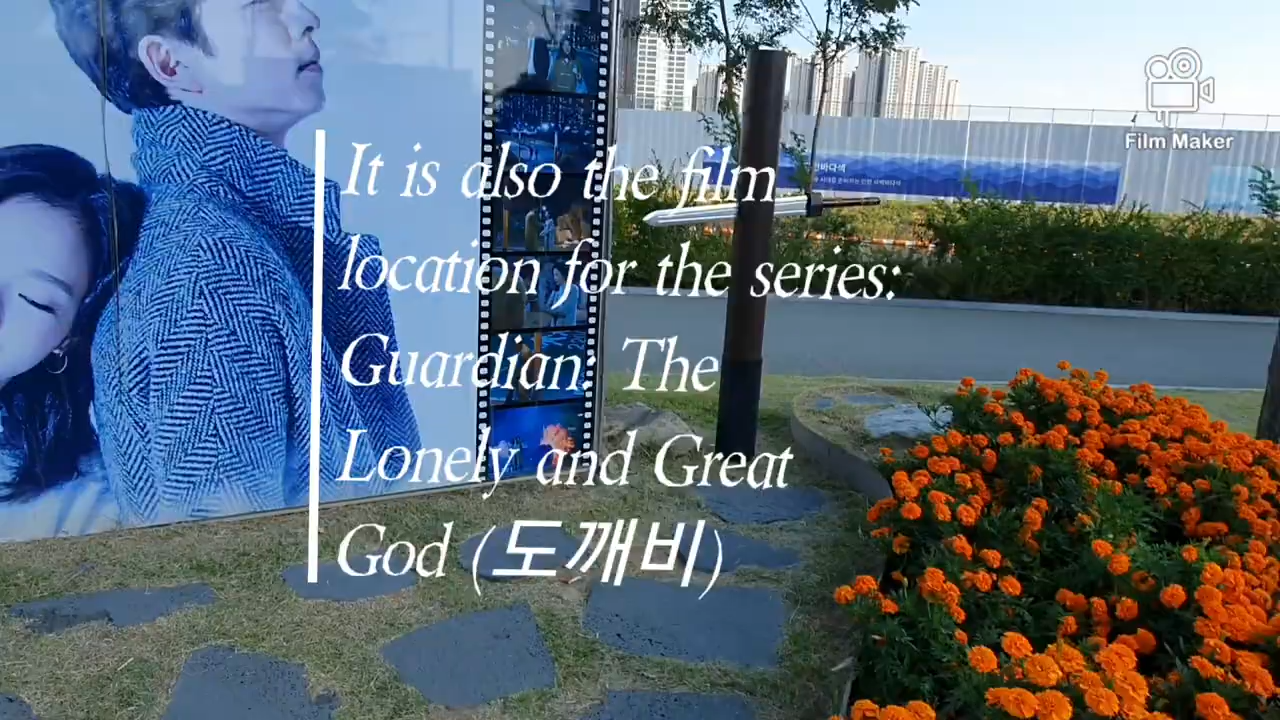 It is also the film
location for the series:
Guardian: The
Lonely and Great
God (도깨비)
Film Maker